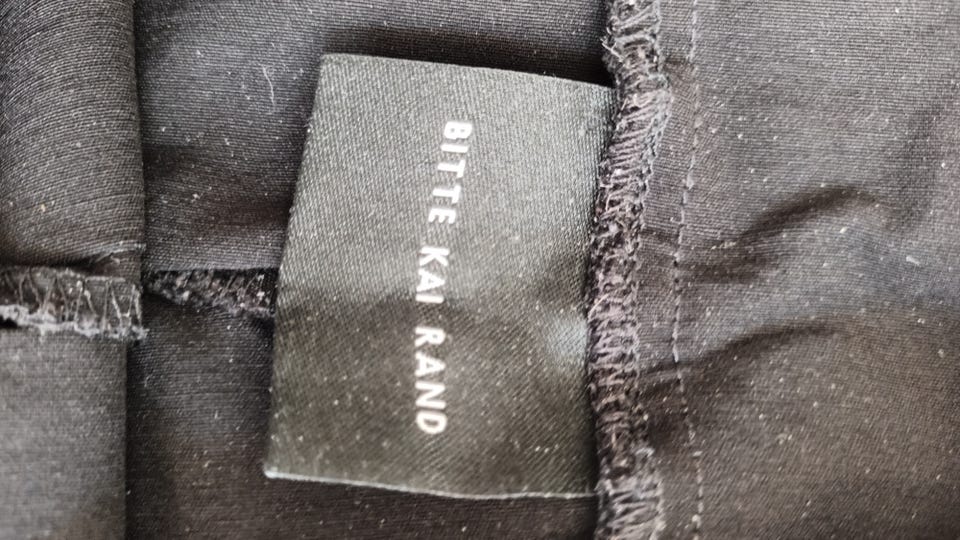 BITTE KAI RAND